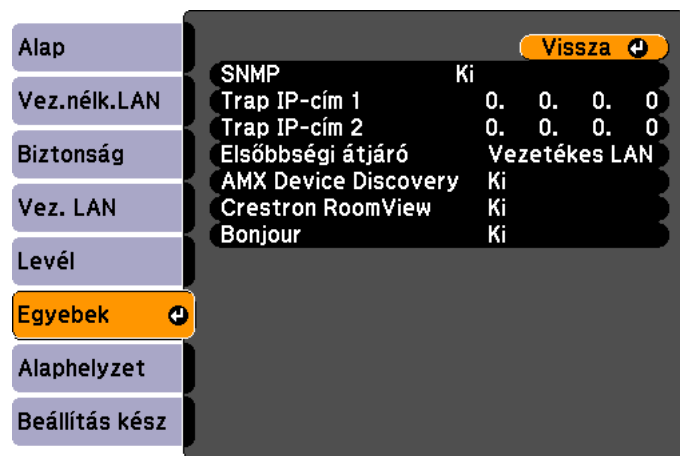 Alap
Vez.nélk.LAN
Biztonság
Vez. LAN
Levél
Egyebek
Alaphelyzet
Beállítás kész
Vissza
SNMP Ki
Trap IP-cím 1 0. 0. 0. 0
Trap IP-cím 2 0. 0. 0. 0
Elsőbbségi átjáró Vezetékes LAN
AMX Device Discovery Ki
Crestron RoomView Ki
Bonjour Ki